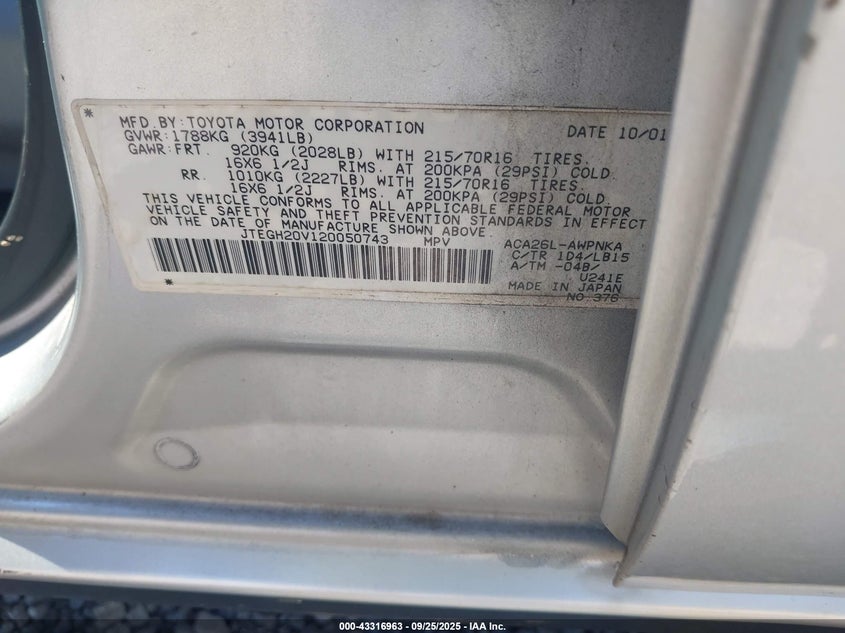 * MFD.BY:TOYOTA MOTOR CORPORATION DATE 10/01
GVWR:1788KG (3941LB)
GAWR:FRT. 920KG (2028LB) WITH 215/70R16 TIRES.
16X6 1/2J RIMS. AT 200KPA (29PSI) COLD
RR. 1010KG (2227LB) WITH 215/70R16 TIRES.
16X6 1/2J RIMS. AT 200KPA (29PSI) COLD.
THIS VEHICLE CONFORMS TO ALL APPLICABLE FEDERAL MOTOR
VEHICLE SAFETY AND THEFT PREVENTION STANDARDS IN EFFECT
ON THE DATE OF MANUFACTURE SHOWN ABOVE.
JTEGH20V120050743 MPV ACA26L-AWPNKA
C/TR 1D4/LB15
A/TM -04B/
U241E
* MADE IN JAPAN
NO.376
000-43316963 - 09/25/2025 - IAA Inc.